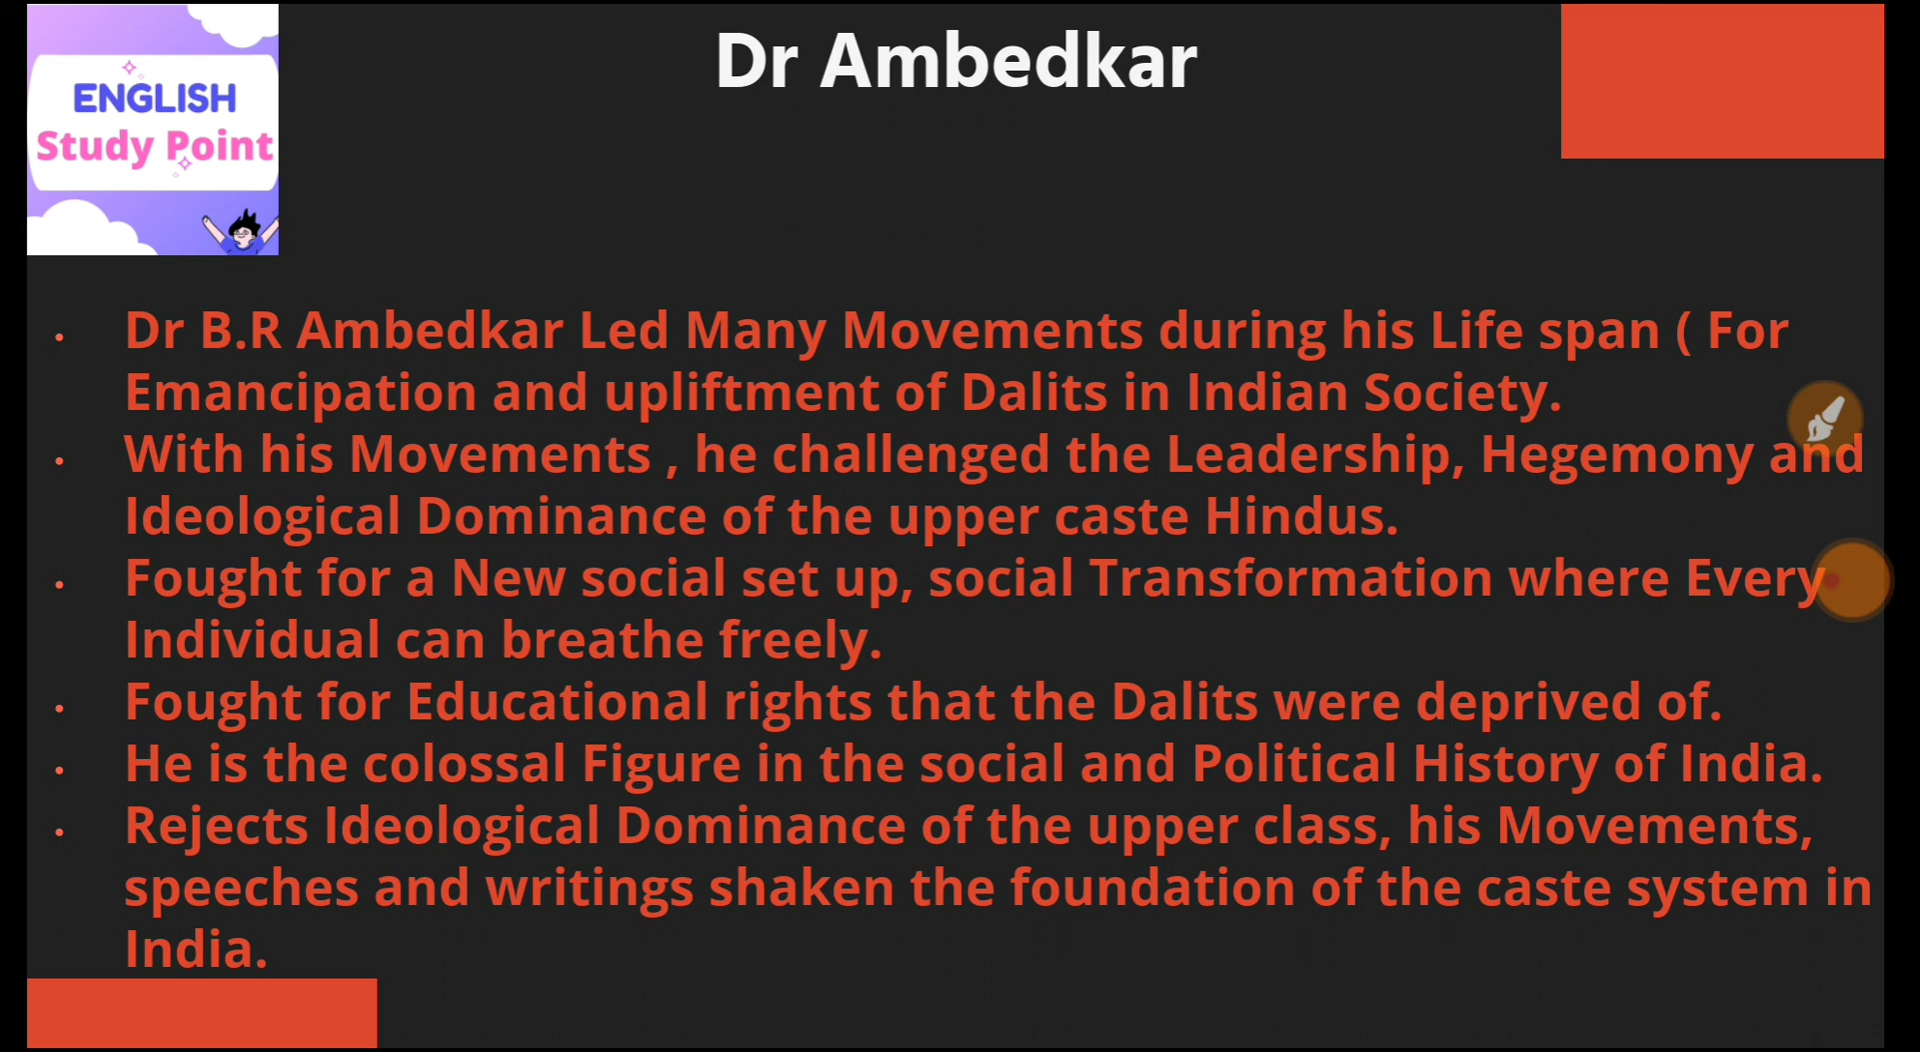 ENGLISH
Study Point
Dr Ambedkar
• Dr B.R Ambedkar Led Many Movements during his Life span ( For
Emancipation and upliftment of Dalits in Indian Society.
• With his Movements , he challenged the Leadership, Hegemony and
Ideological Dominance of the upper caste Hindus.
• Fought for a New social set up, social Transformation where Every
Individual can breathe freely.
• Fought for Educational rights that the Dalits were deprived of.
• He is the colossal Figure in the social and Political History of India.
• Rejects Ideological Dominance of the upper class, his Movements,
speeches and writings shaken the foundation of the caste system in
India.